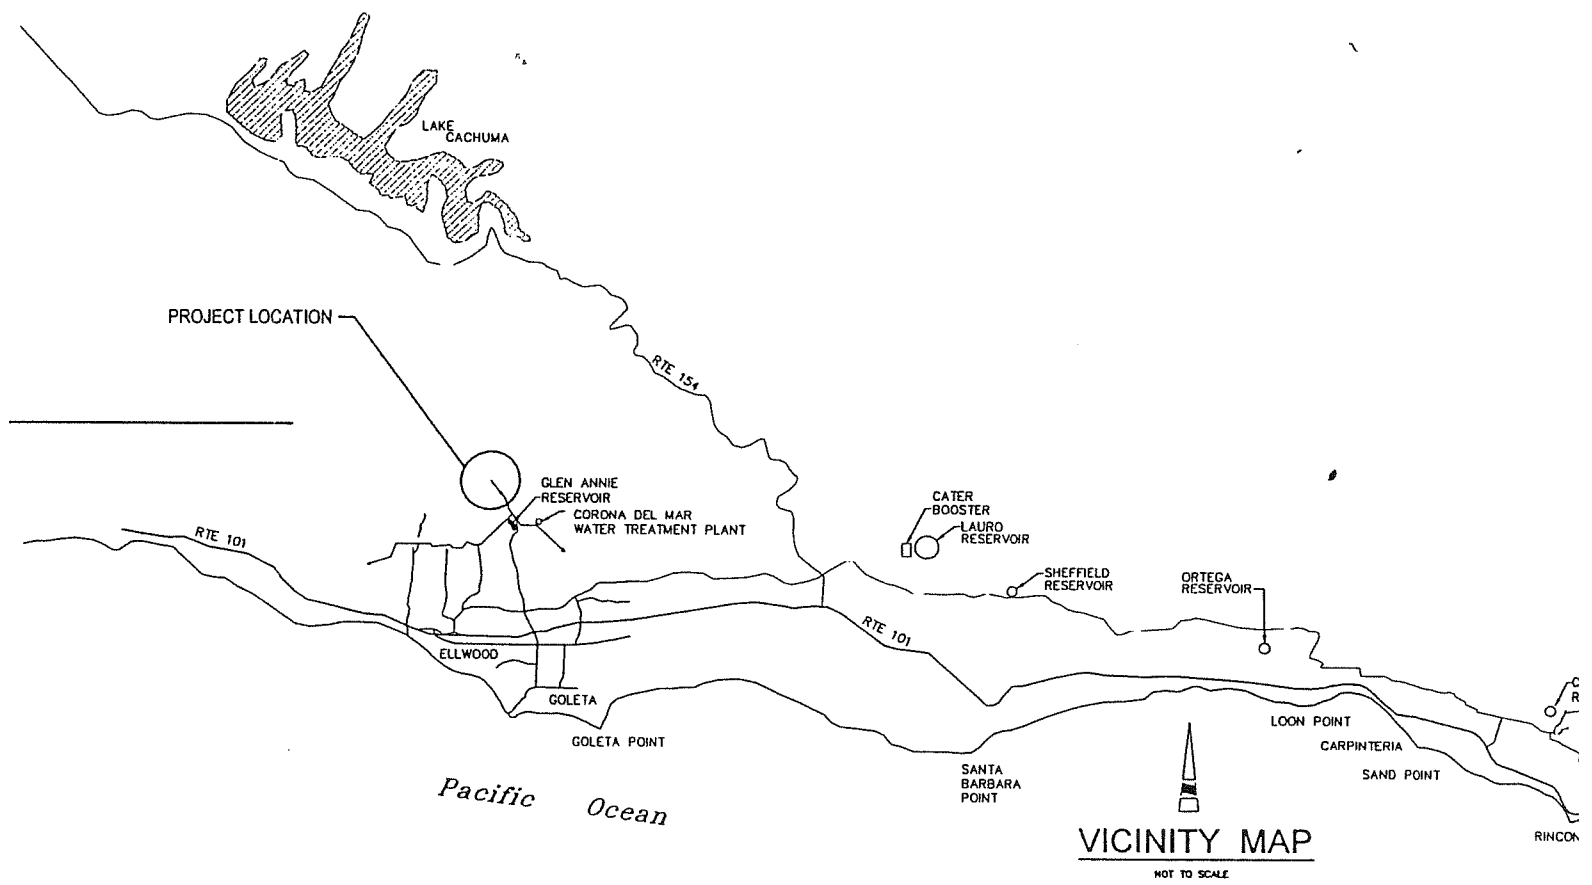 LAKE
CACHUMA
PROJECT LOCATION
RTE 154
GLEN ANNIE
RESERVOIR
CORONA DEL MAR
WATER TREATMENT PLANT
CATER
BOOSTER
LAURO
RESERVOIR
RTE 101
SHEFFIELD
RESERVOIR
ORTEGA
RESERVOIR
RTE 101
ELLWOOD
GOLETA
GOLETA POINT
C
R
LOON POINT
CARPINTERIA
SAND POINT
SANTA
BARBARA
POINT
Pacific Ocean
RINCON
VICINITY MAP
NOT TO SCALE